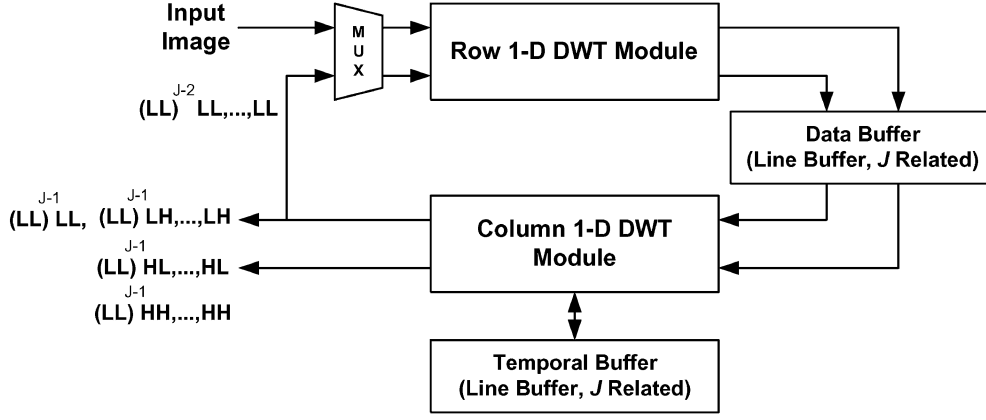 Input
Image
MUX
Row 1-D DWT Module
J-2
(LL) LL,...,LL
Data Buffer
(Line Buffer, J Related)
J-1 J-1
(LL) LL, (LL) LH,...,LH
Column 1-D DWT
Module
J-1
(LL) HL,...,HL
J-1
(LL) HH,...,HH
Temporal Buffer
(Line Buffer, J Related)